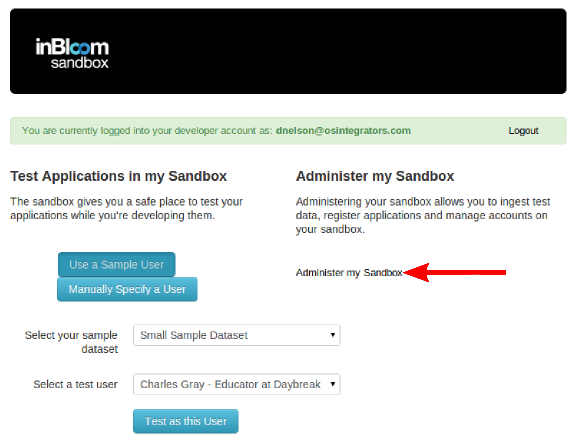 inBloom
sandbox
You are currently logged into your developer account as: dnelson@osintegrators.com
Logout
Test Applications in my Sandbox
The sandbox gives you a safe place to test your
applications while you're developing them.
Use a Sample User
Manually Specify a User
Select your sample
dataset
Small Sample Dataset
Select a test user
Charles Gray - Educator at Daybreak
Test as this User
Administer my Sandbox
Administering your sandbox allows you to ingest test
data, register applications and manage accounts on
your sandbox.
Administer my Sandbox